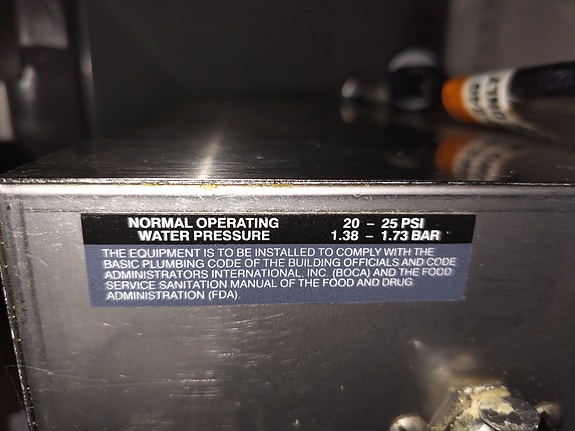 NORMAL OPERATING 20 - 25 PSI
WATER PRESSURE 1.38 - 1.73 BAR
THE EQUIPMENT IS TO BE INSTALLED TO COMPLY WITH THE
BASIC PLUMBING CODE OF THE BUILDING OFFICIALS AND CODE
ADMINISTRATORS INTERNATIONAL, INC. (BOCA) AND THE FOOD
SERVICE SANITATION MANUAL OF THE FOOD AND DRUG
ADMINISTRATION (FDA).